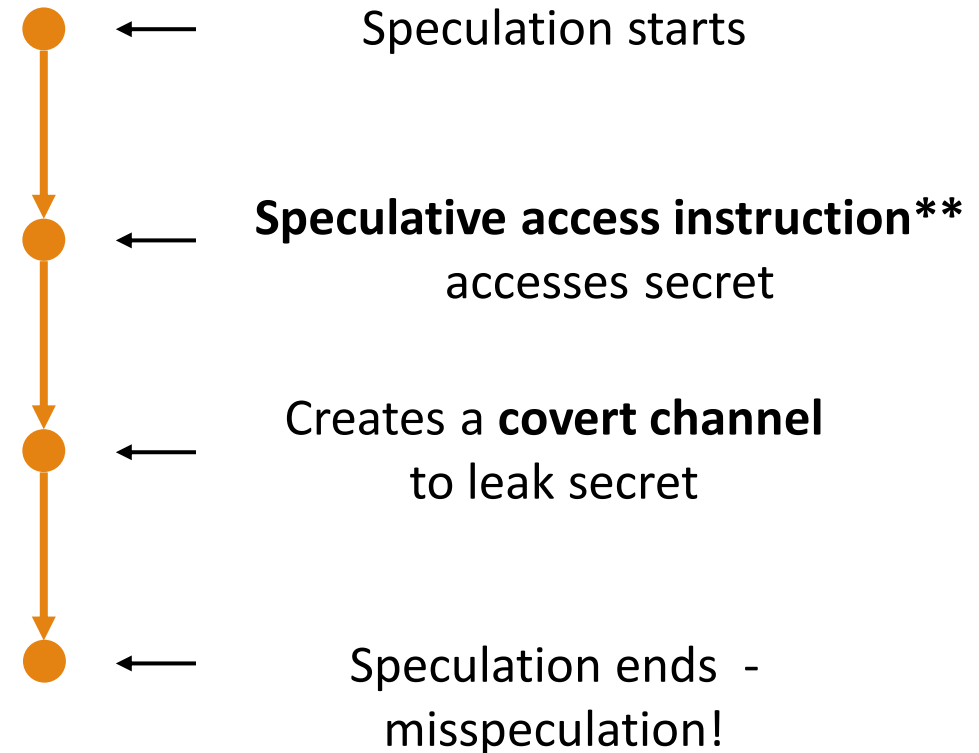 Speculation starts
Speculative access instruction**
accesses secret
Creates a covert channel
to leak secret
Speculation ends -
misspeculation!